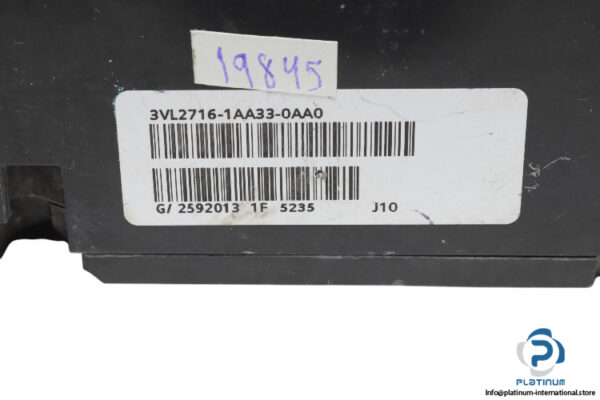 19845
3VL2716-1AA33-0AA0
G/ 2592013 1F 5235 J10
PLATINUM
Info@platinum-international.store